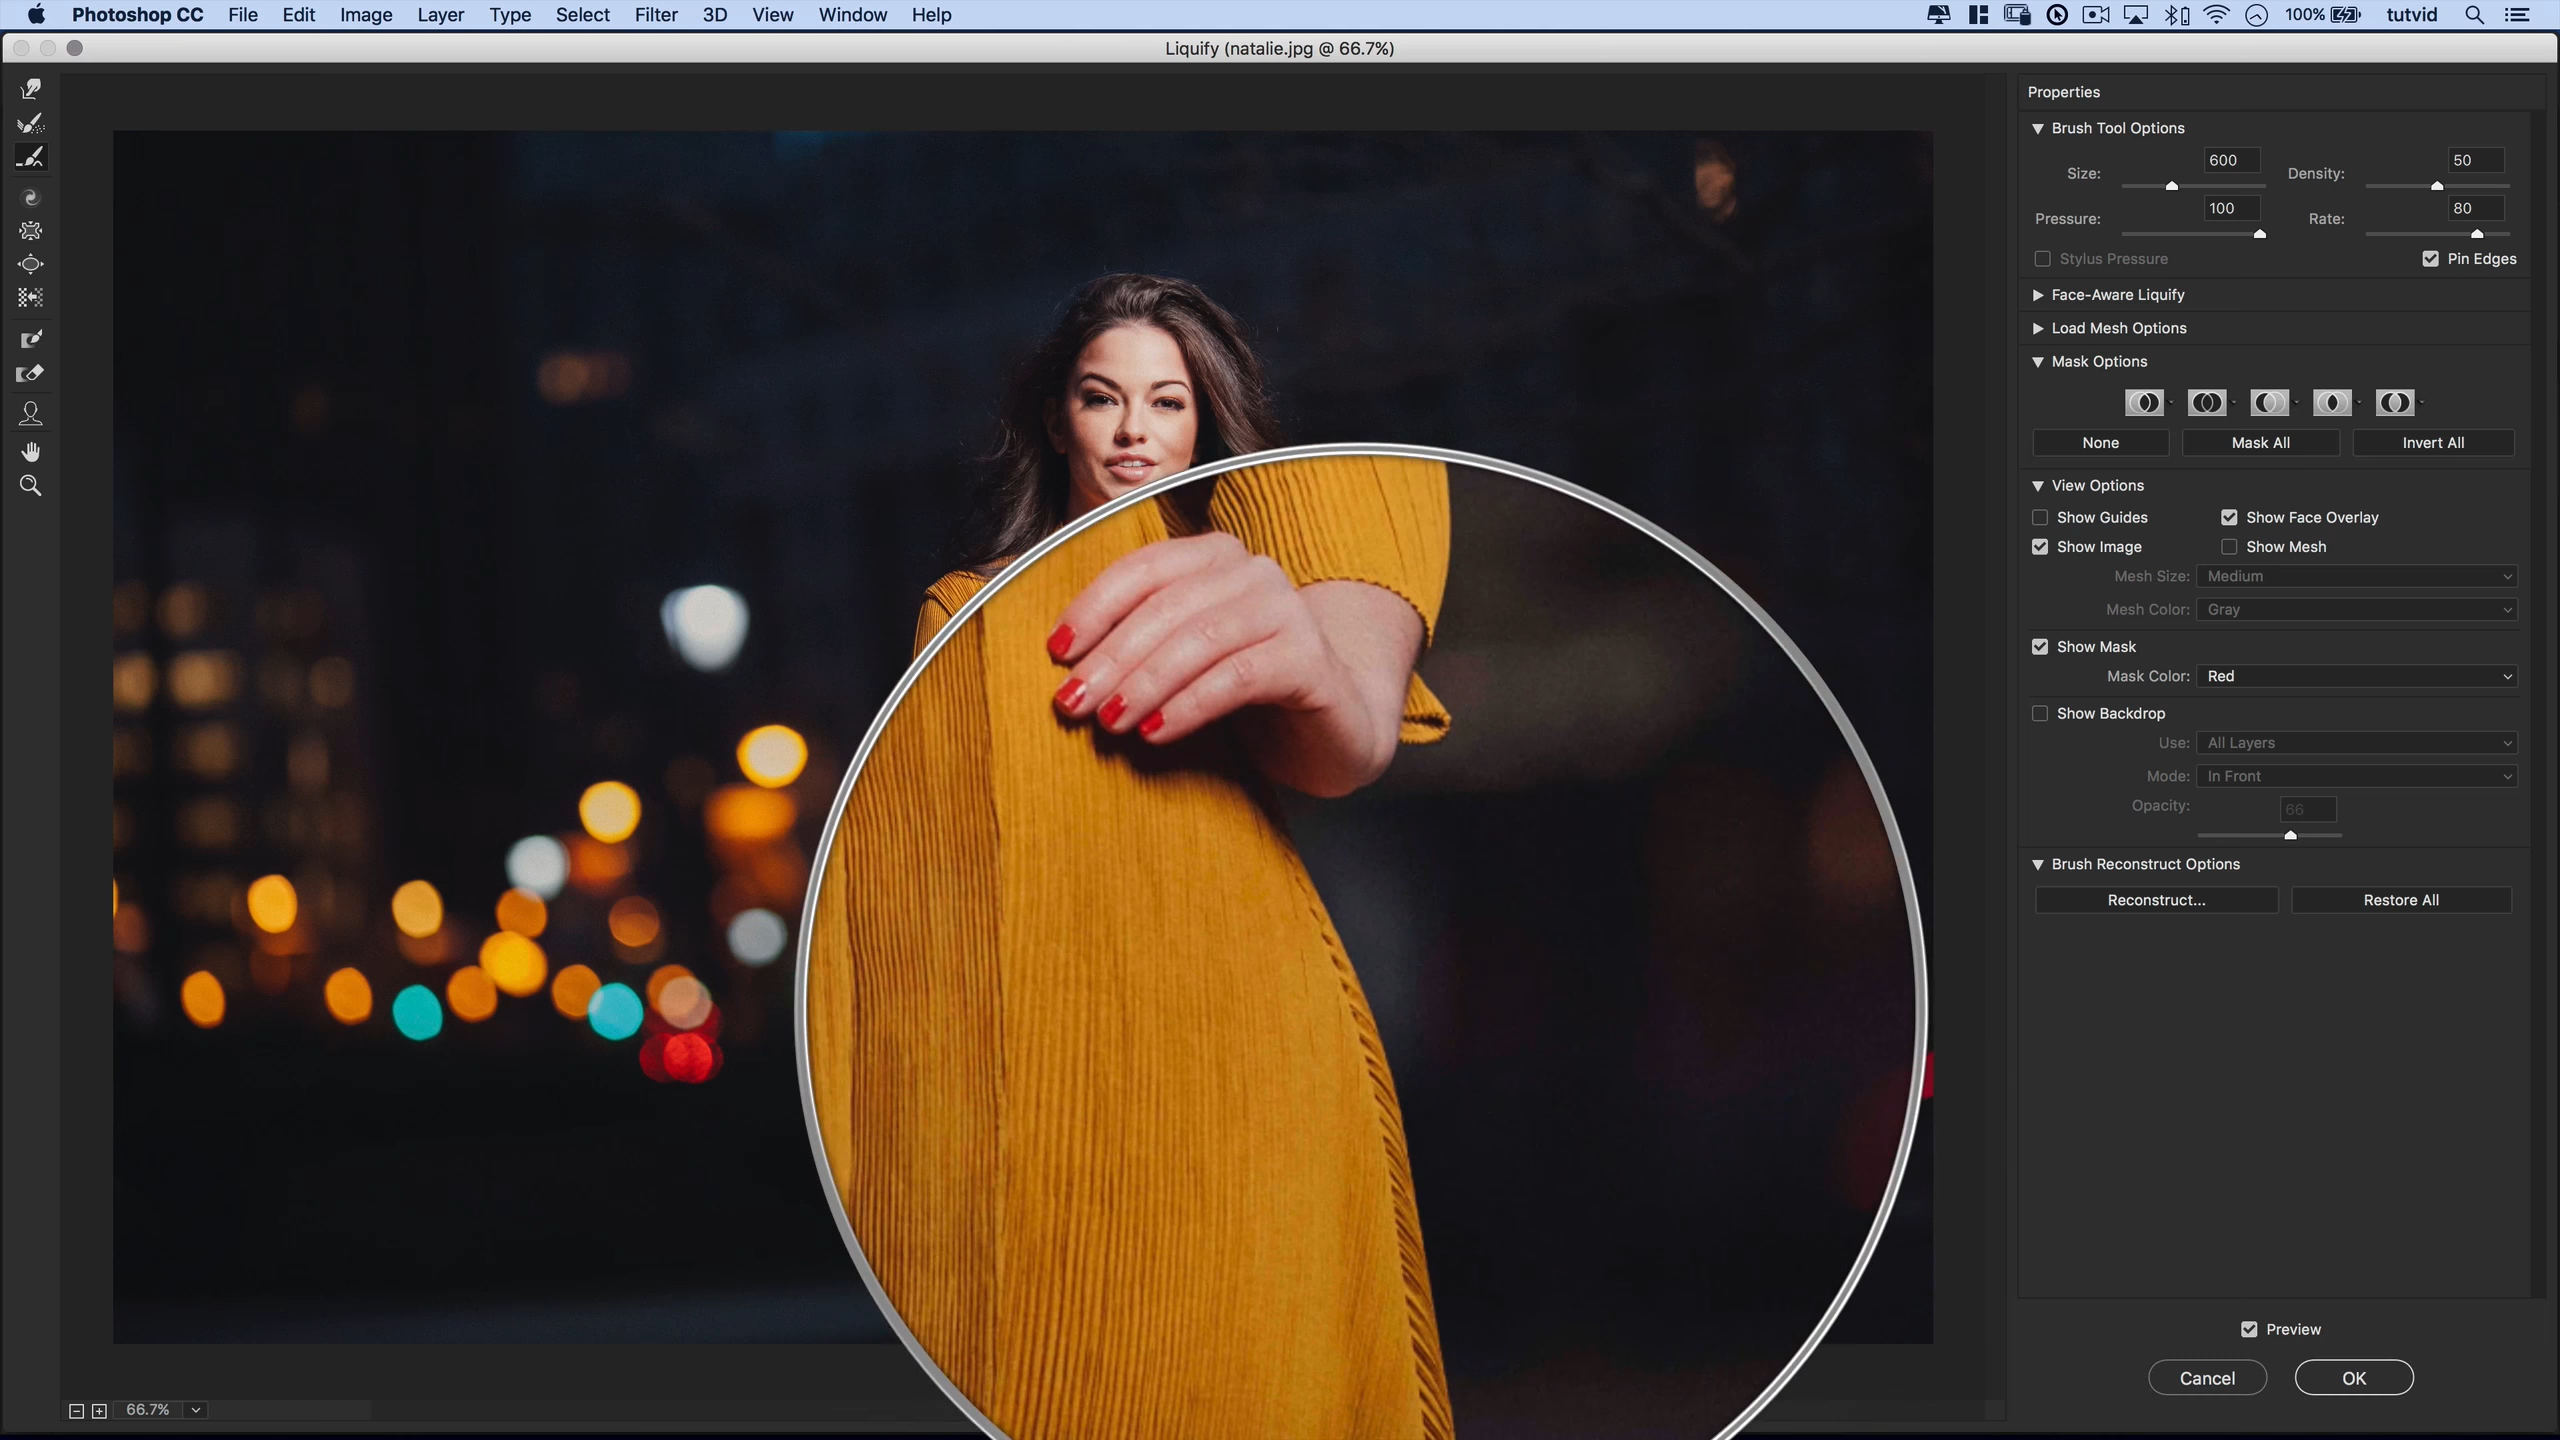 Photoshop CC File Edit Image Layer Type Select Filter 3D View Window Help 100% tutvid
Liquify (natalie.jpg @ 66.7%)
Properties
Brush Tool Options
Size: 600 Density: 50
Pressure: 100 Rate: 80
Stylus Pressure Pin Edges
Face-Aware Liquify
Load Mesh Options
Mask Options
None Mask All Invert All
View Options
Show Guides Show Face Overlay
Show Image Show Mesh
Mesh Size: Medium
Mesh Color: Gray
Show Mask
Mask Color: Red
Show Backdrop
Use: All Layers
Mode: In Front
Opacity: 66
Brush Reconstruct Options
Reconstruct... Restore All
Preview
Cancel OK
66.7%